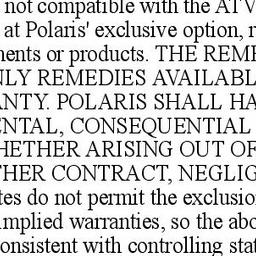 not compatible with the ATV
at Polaris' exclusive option, r
ents or products. THE REME
NLY REMEDIES AVAILABL
ANTY. POLARIS SHALL HA
ENTAL, CONSEQUENTIAL
HETHER ARISING OUT OF
THER CONTRACT, NEGLIG
tes do not permit the exclusio
implied warranties, so the abo
onsistent with controlling stat